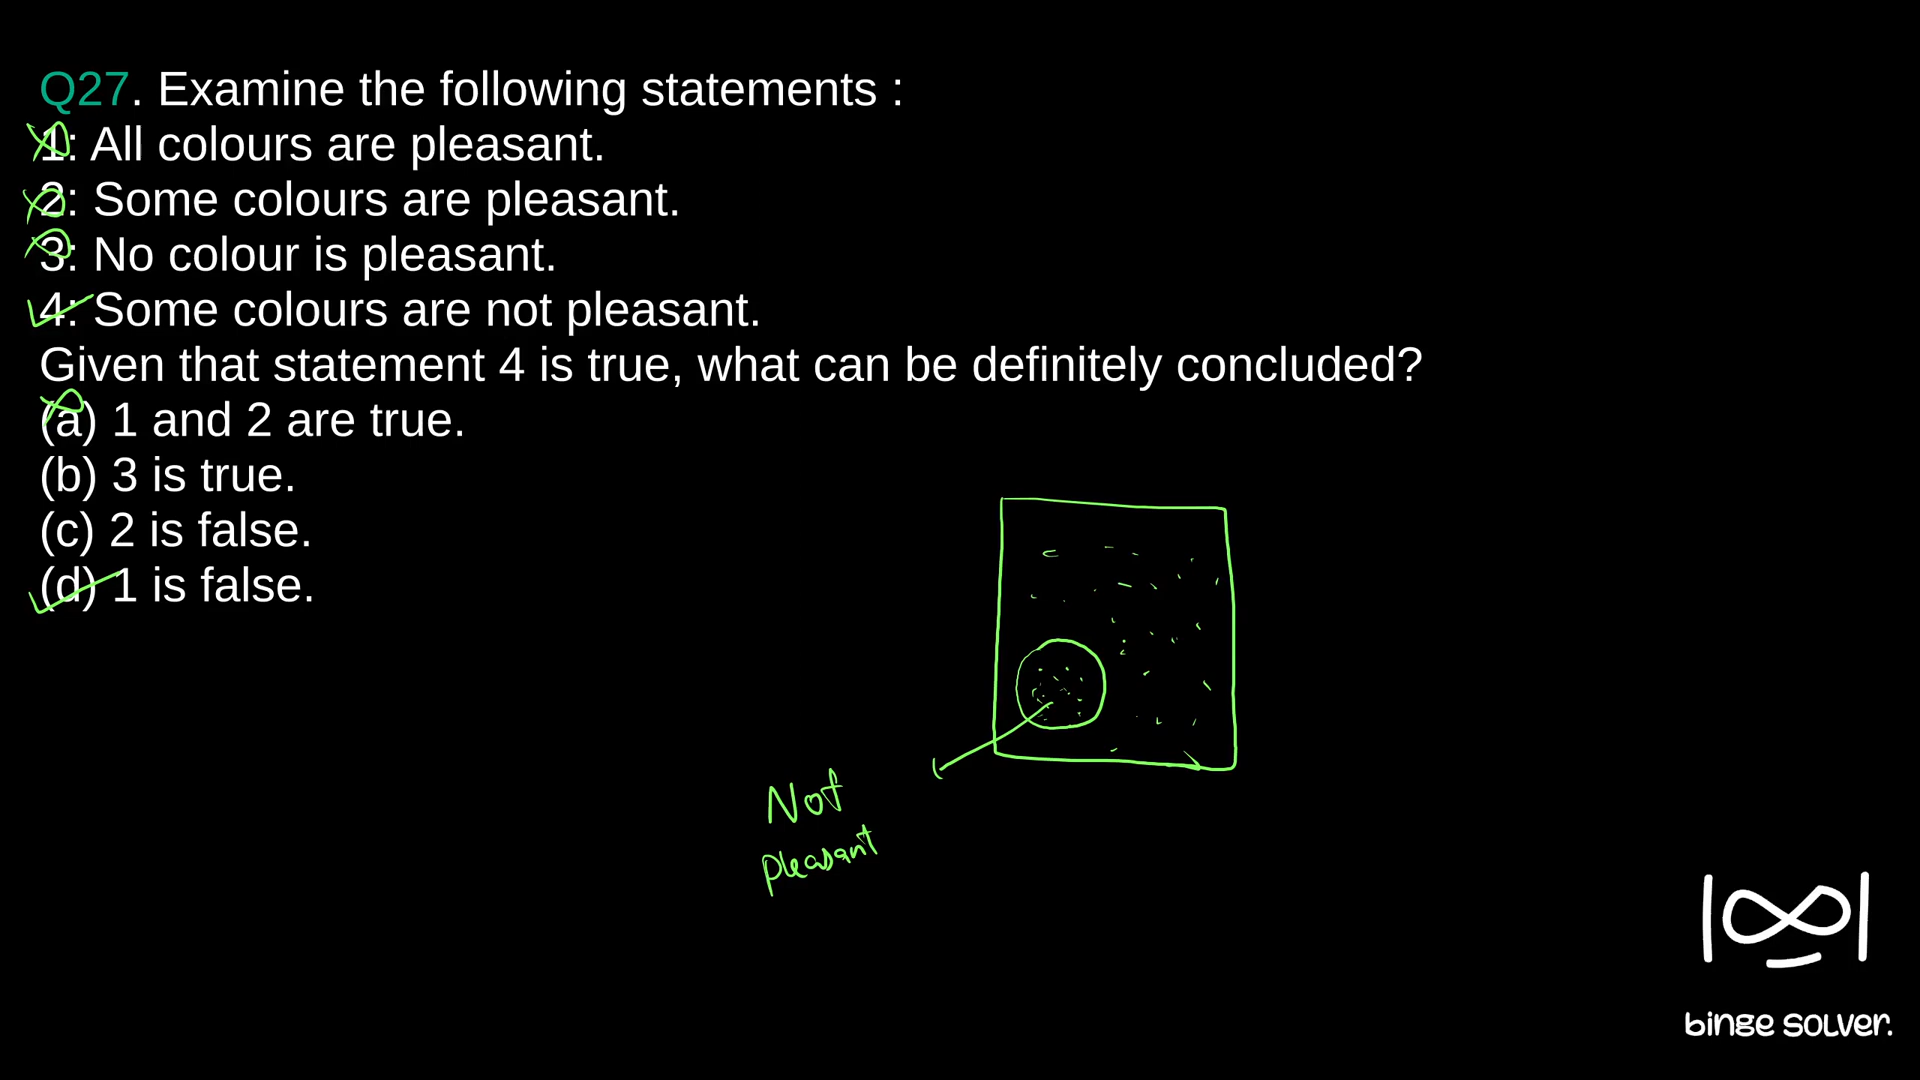 Q27. Examine the following statements :
1: All colours are pleasant.
2: Some colours are pleasant.
3: No colour is pleasant.
4: Some colours are not pleasant.
Given that statement 4 is true, what can be definitely concluded?
(a) 1 and 2 are true.
(b) 3 is true.
(c) 2 is false.
(d) 1 is false.
Not
pleasant
binge solver.